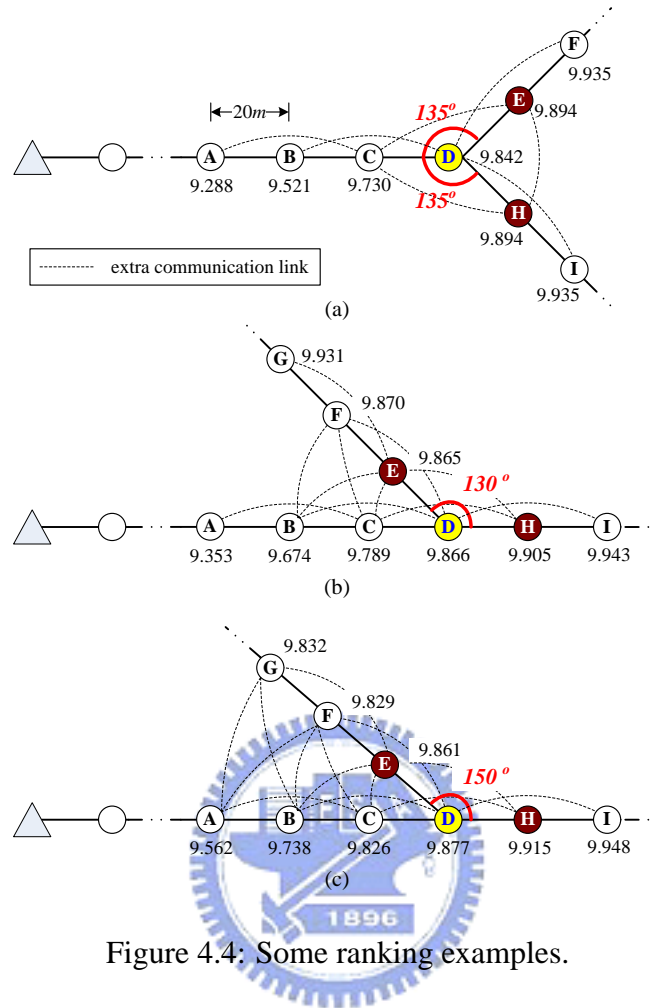 F
9.935
E
9.894
20m
135°
A B C D 9.842
9.288 9.521 9.730
135°
H
9.894
I
9.935
extra communication link
(a)
G 9.931
9.870
F
9.865
E
130 °
A B C D H I
9.353 9.674 9.789 9.866 9.905 9.943
(b)
9.832
G
9.829
F
9.861
E
150 °
A B C D H I
9.562 9.738 9.826 9.877 9.915 9.948
(c)
1896
Figure 4.4: Some ranking examples.